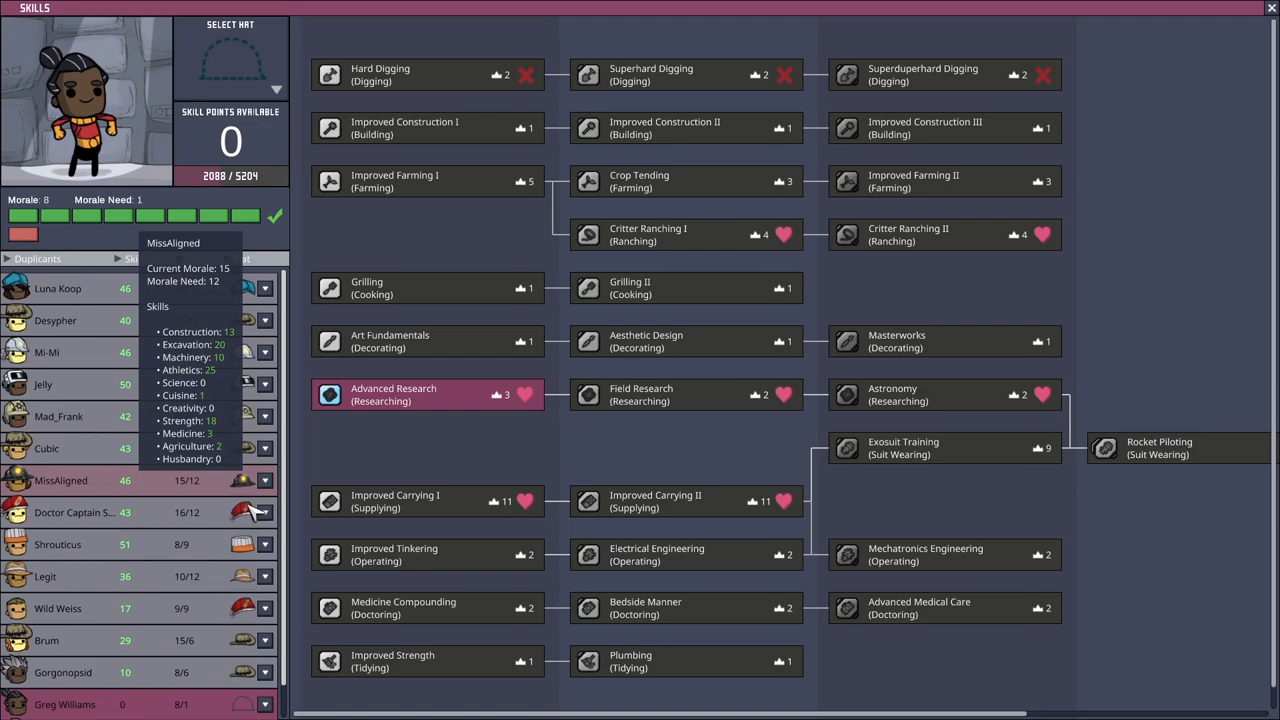 SKILLS
SELECT HAT
SKILL POINTS AVAILABLE
0
2088 / 5204
Morale: 8 Morale Need: 1
Duplicants Ski at
Luna Koop 46
Desypher 40
Mi-Mi 46
Jelly 50
Mad_Frank 42
Cubic 43
MissAligned 46 15/12
Doctor Captain S... 43 16/12
Shrouticus 51 8/9
Legit 36 10/12
Wild Weiss 17 9/9
Brum 29 15/6
Gorgonopsid 10 8/6
Greg Williams 0 8/1
MissAligned
Current Morale: 15
Morale Need: 12
Skills
• Construction: 13
• Excavation: 20
• Machinery: 10
• Athletics: 25
• Science: 0
• Cuisine: 1
• Creativity: 0
• Strength: 18
• Medicine: 3
• Agriculture: 2
• Husbandry: 0
Hard Digging
(Digging) 2
Superhard Digging
(Digging) 2
Superduperhard Digging
(Digging) 2
Improved Construction I
(Building) 1
Improved Construction II
(Building) 1
Improved Construction III
(Building) 1
Improved Farming I
(Farming) 5
Crop Tending
(Farming) 3
Improved Farming II
(Farming) 3
Critter Ranching I
(Ranching) 4
Critter Ranching II
(Ranching) 4
Grilling
(Cooking) 1
Grilling II
(Cooking) 1
Art Fundamentals
(Decorating) 1
Aesthetic Design
(Decorating) 1
Masterworks
(Decorating) 1
Advanced Research
(Researching) 3
Field Research
(Researching) 2
Astronomy
(Researching) 2
Exosuit Training
(Suit Wearing) 9
Rocket Piloting
(Suit Wearing)
Improved Carrying I
(Supplying) 11
Improved Carrying II
(Supplying) 11
Improved Tinkering
(Operating) 2
Electrical Engineering
(Operating) 2
Mechatronics Engineering
(Operating) 2
Medicine Compounding
(Doctoring) 2
Bedside Manner
(Doctoring) 2
Advanced Medical Care
(Doctoring) 2
Improved Strength
(Tidying) 1
Plumbing
(Tidying) 1